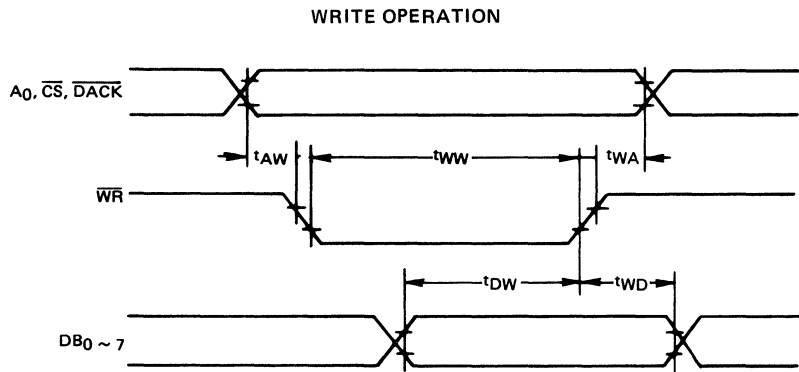 WRITE OPERATION
A0, CS, DACK
tAW tWW tWA
WR
tDW tWD
DB0 ~ 7